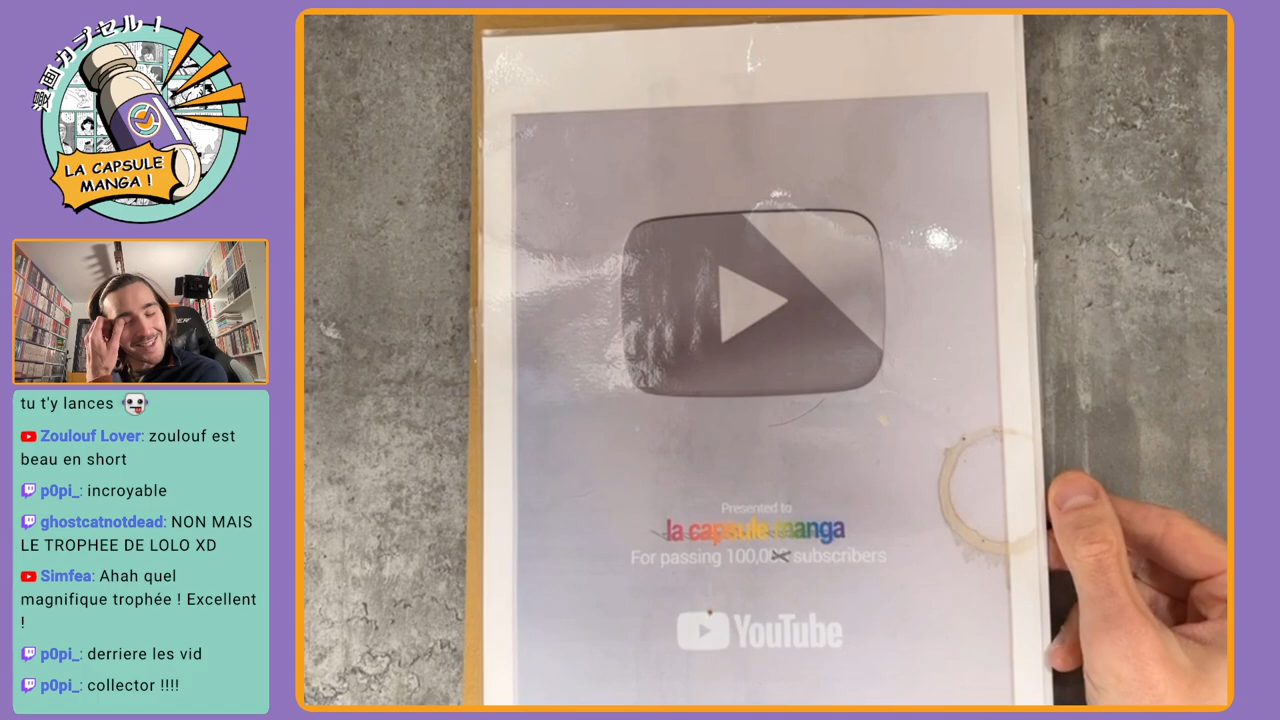 漫画カプセル！
LA CAPSULE
MANGA !
tu t'y lances
Zoulouf Lover: zoulouf est
beau en short
p0pi_: incroyable
ghostcatnotdead: NON MAIS
LE TROPHEE DE LOLO XD
Simfea: Ahah quel
magnifique trophée ! Excellent
!
p0pi_: derriere les vid
p0pi_: collector !!!!
Presented to
la capsule manga
For passing 100,0 subscribers
YouTube